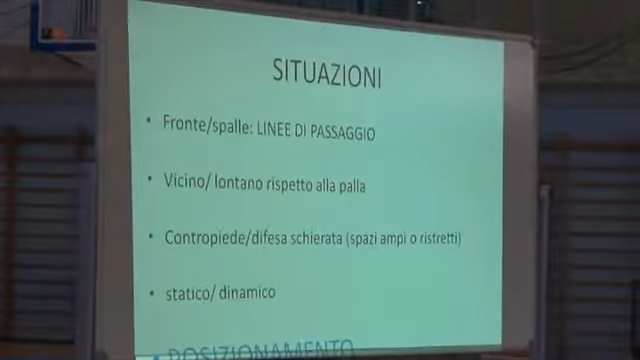 SITUAZIONI
• Fronte/spalle: LINEE DI PASSAGGIO
• Vicino/ lontano rispetto alla palla
• Contropiede/difesa schierata (spazi ampi o ristretti)
• statico/ dinamico
• POSIZIONAMENTO